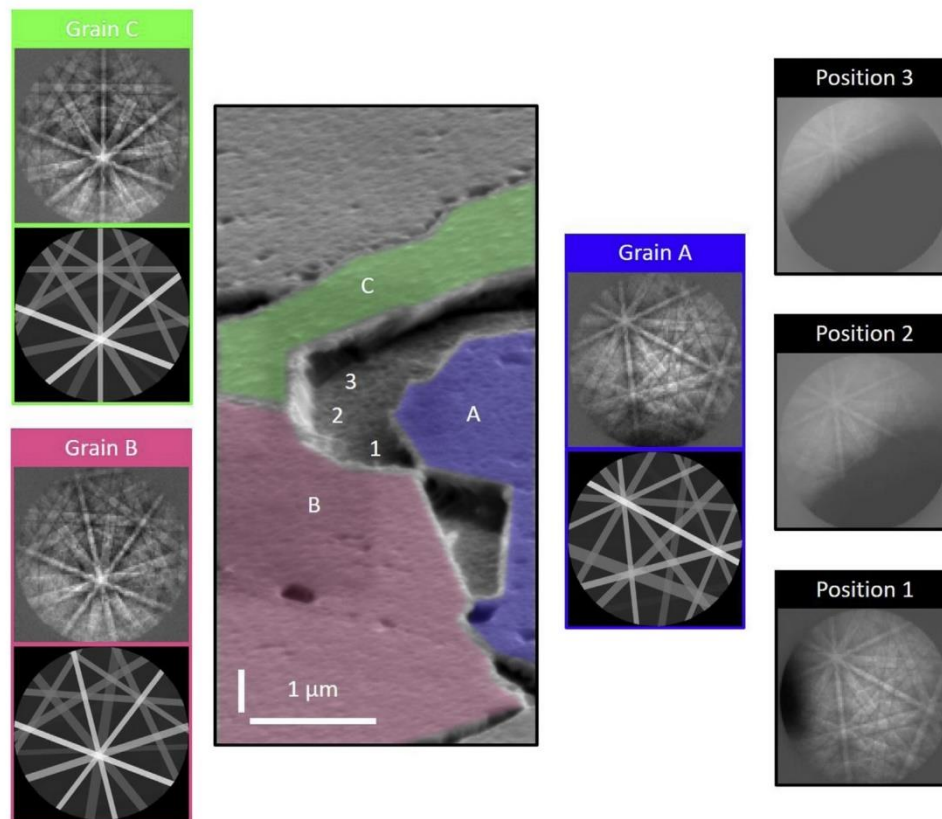 Grain C
Grain B
C
3
2
A
1
B
1 μm
Grain A
Position 3
Position 2
Position 1